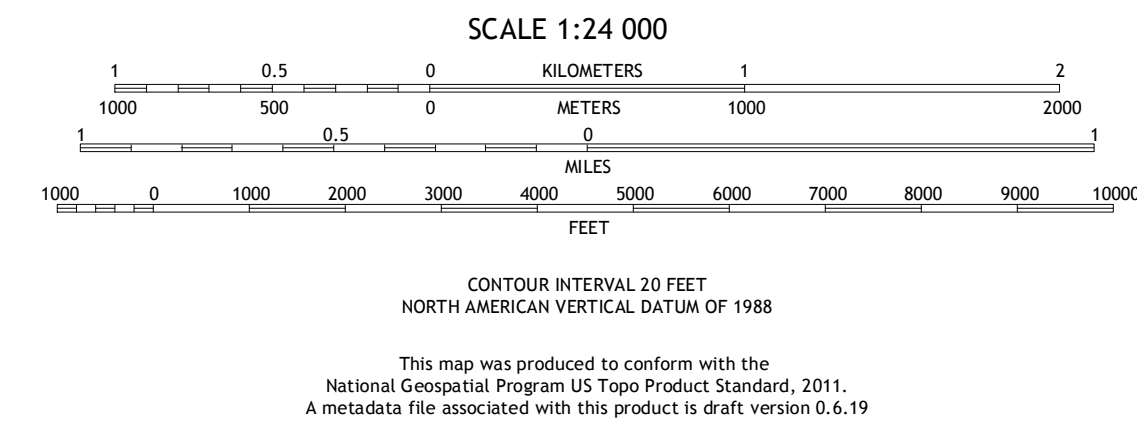 SCALE 1:24 000
1 0.5 0 KILOMETERS 1 2
1000 500 0 METERS 1000 2000
1 0.5 0 1
MILES
1000 0 1000 2000 3000 4000 5000 6000 7000 8000 9000 10000
FEET
CONTOUR INTERVAL 20 FEET
NORTH AMERICAN VERTICAL DATUM OF 1988
This map was produced to conform with the
National Geospatial Program US Topo Product Standard, 2011.
A metadata file associated with this product is draft version 0.6.19